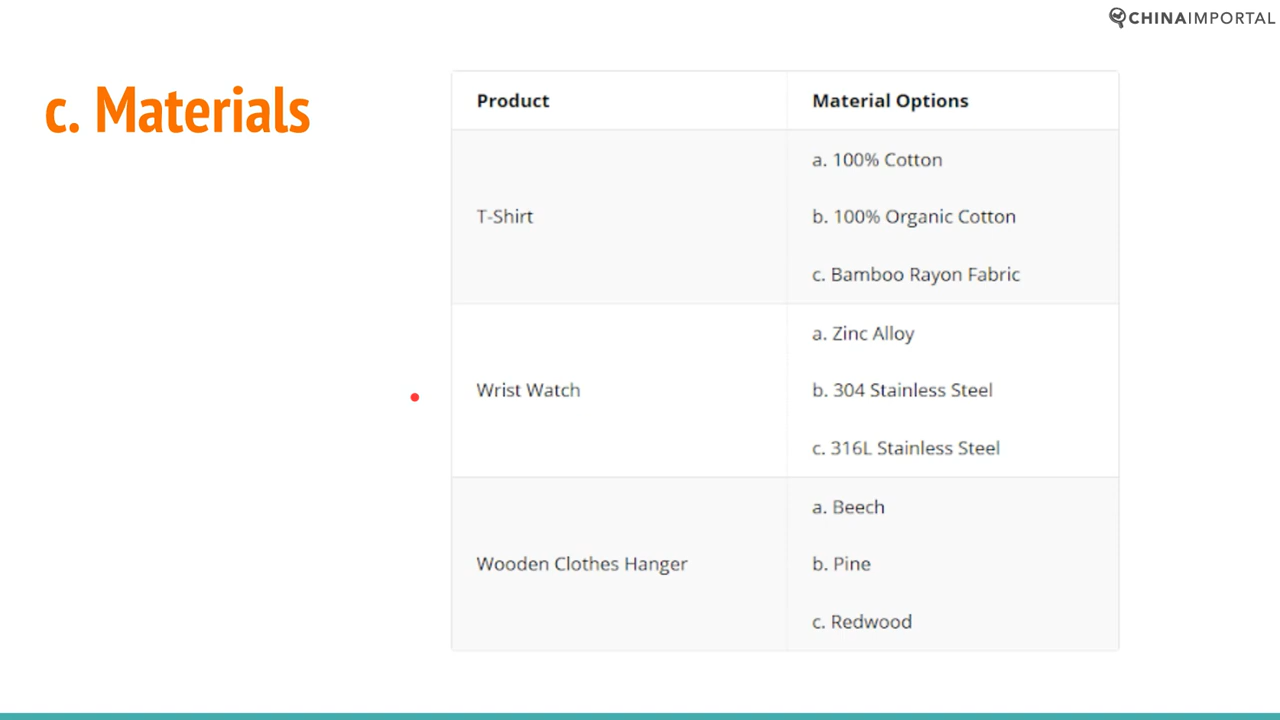 CHINAIMPORTAL
c. Materials
Product
Material Options
T-Shirt
a. 100% Cotton
b. 100% Organic Cotton
c. Bamboo Rayon Fabric
Wrist Watch
a. Zinc Alloy
b. 304 Stainless Steel
c. 316L Stainless Steel
Wooden Clothes Hanger
a. Beech
b. Pine
c. Redwood